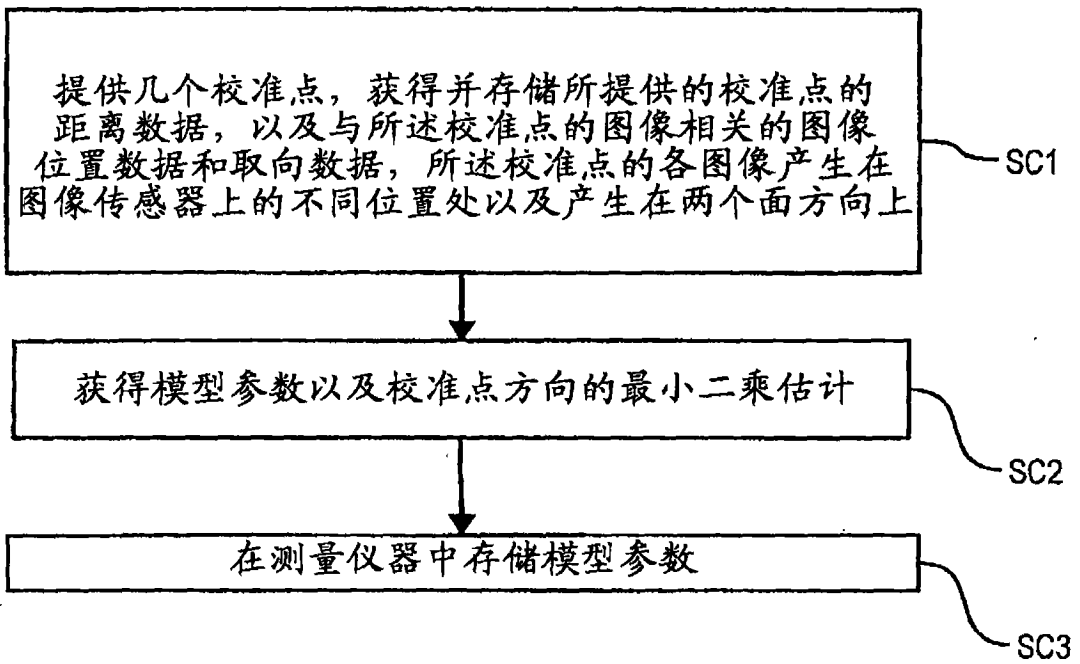 提供几个校准点，获得并存储所提供的校准点的
距离数据，以及与所述校准点的图像相关的图像
位置数据和取向数据，所述校准点的各图像产生在
图像传感器上的不同位置处以及产生在两个面方向上
SC1
获得模型参数以及校准点方向的最小二乘估计
SC2
在测量仪器中存储模型参数
SC3